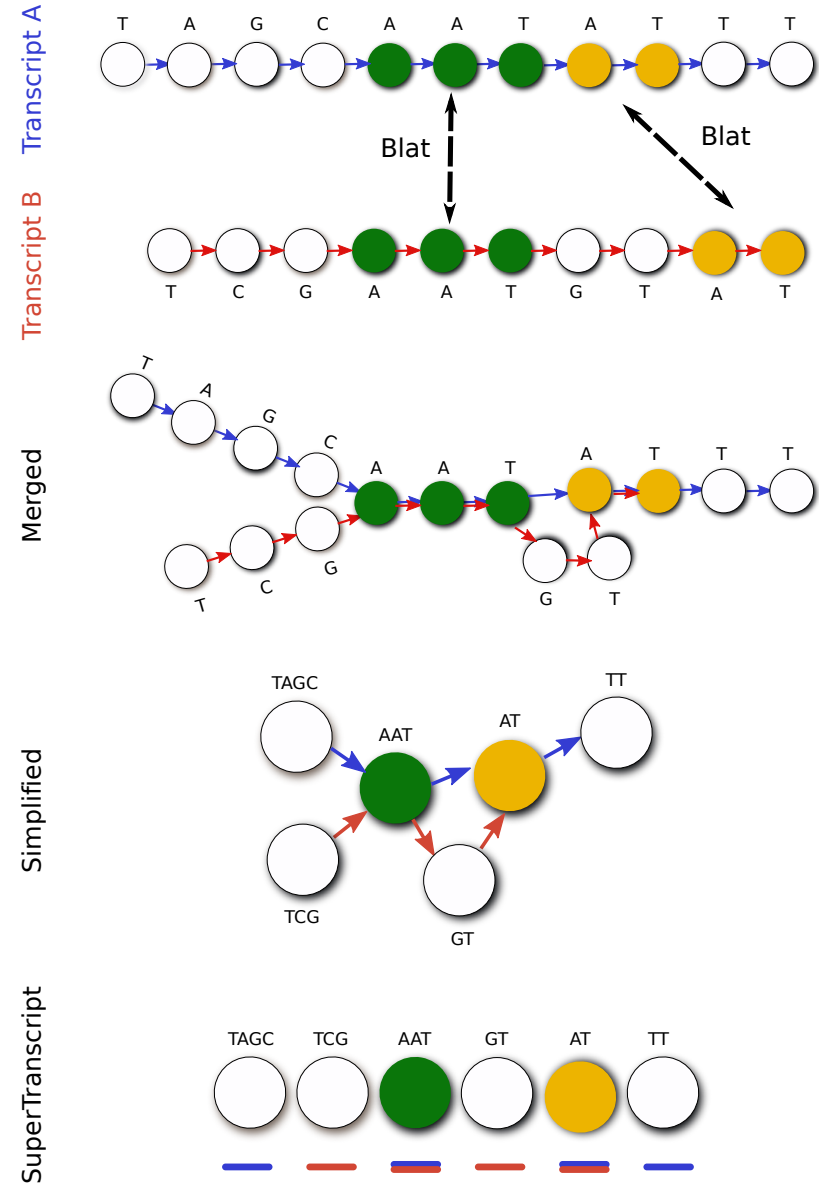 Transcript A
T A G C A A T A T T T
Blat
Blat
Transcript B
T C G A A T G T A T
Merged
T A G C
A A T A T T T
T C G
G T
Simplified
TAGC
TT
AAT
AT
TCG
GT
SuperTranscript
TAGC TCG AAT GT AT TT